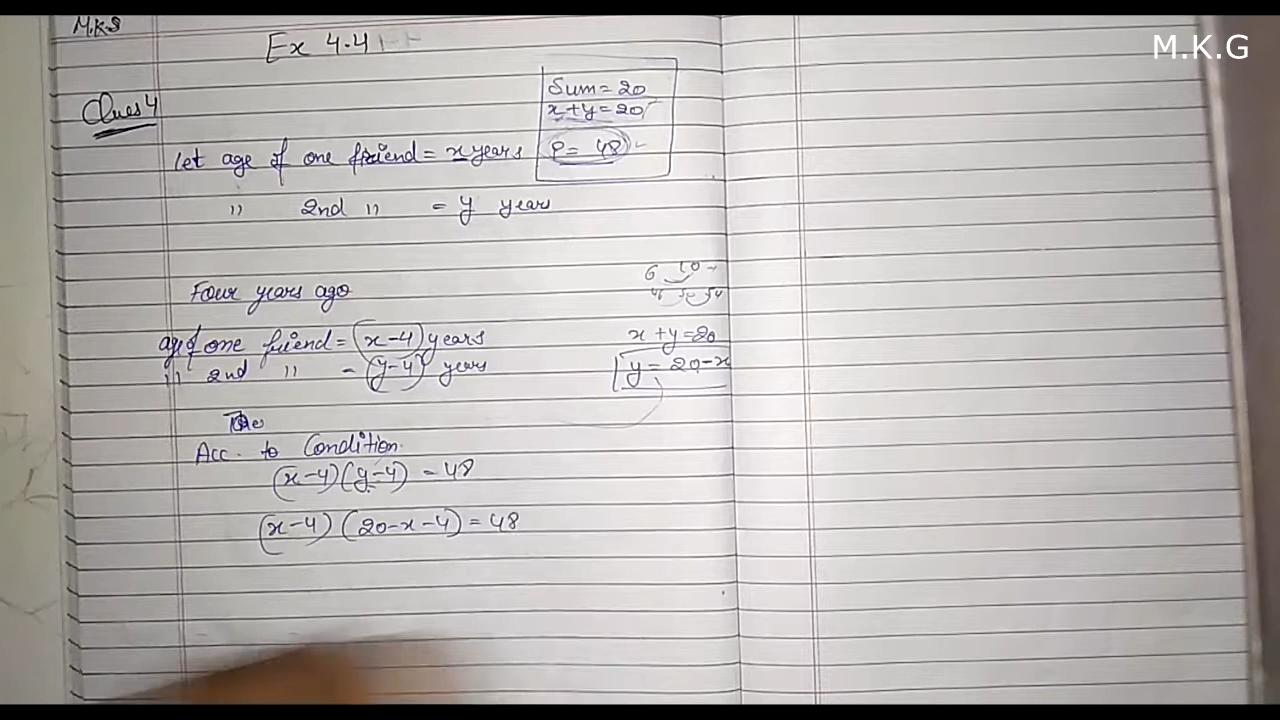 M.K.S
M.K.G
Ex 4.4
Ques 4
Sum = 20
x+y = 20
P = 48
Let age of one friend = x years
〃 2nd 〃 = y years
Four years ago
6 10
x + y = 20
y = 20-x
age of one friend = (x-4) years
〃 2nd 〃 = (y-4) years
Acc. to Condition.
(x-4)(y-4) = 48
(x-4) (20-x-4) = 48